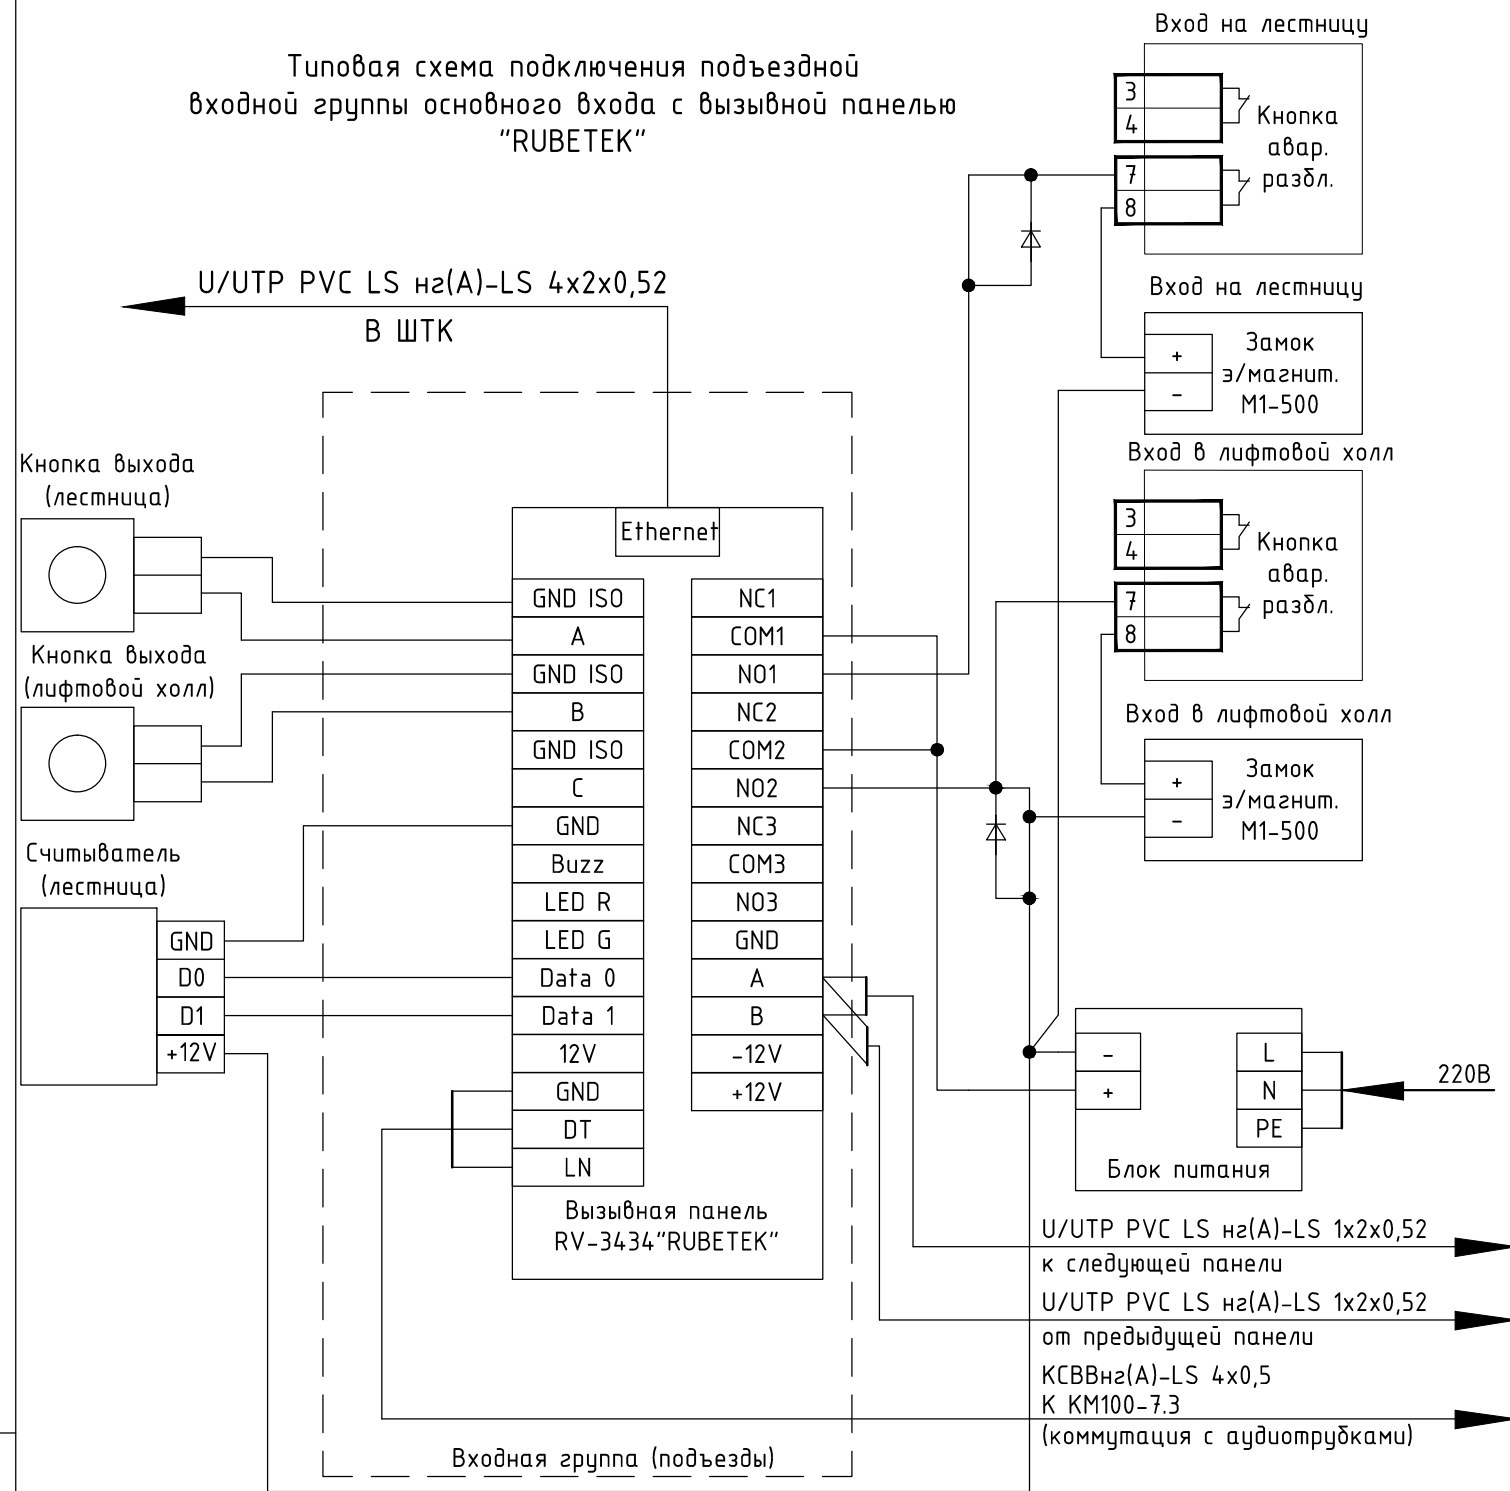 Типовая схема подключения подъездной
входной группы основного входа с вызывной панелью
"RUBETEK"
Вход на лестницу
3
4
7
8
Кнопка
авар.
разбл.
U/UTP PVC LS нг(А)-LS 4x2x0,52
В ШТК
Вход на лестницу
+
-
Замок
э/магнит.
М1-500
Вход в лифтовой холл
3
4
7
8
Кнопка
авар.
разбл.
Вход в лифтовой холл
+
-
Замок
э/магнит.
М1-500
Кнопка выхода
(лестница)
Кнопка выхода
(лифтовой холл)
Считыватель
(лестница)
GND
D0
D1
+12V
Ethernet
GND ISO
A
GND ISO
B
GND ISO
C
GND
Buzz
LED R
LED G
Data 0
Data 1
12V
GND
DT
LN
NC1
COM1
NO1
NC2
COM2
NO2
NC3
COM3
NO3
GND
A
B
-12V
+12V
Вызывная панель
RV-3434"RUBETEK"
-
+
L
N
PE
Блок питания
220В
U/UTP PVC LS нг(А)-LS 1x2x0,52
к следующей панели
U/UTP PVC LS нг(А)-LS 1x2x0,52
от предыдущей панели
КСВВнг(А)-LS 4x0,5
К КМ100-7.3
(коммутация с аудиотрубками)
Входная группа (подъезды)